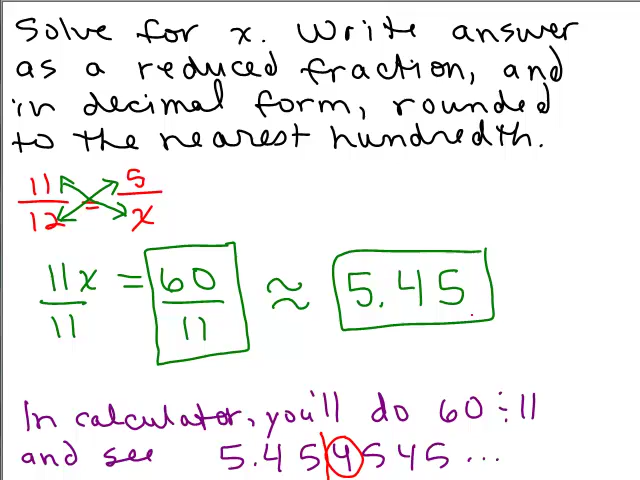 Solve for x. Write answer
as a reduced fraction, and
in decimal form, rounded
to the nearest hundredth.
11/12 = 5/x
11x/11 = 60/11 ≈ 5.45
In calculator, you'll do 60 ÷ 11
and see 5.454545...